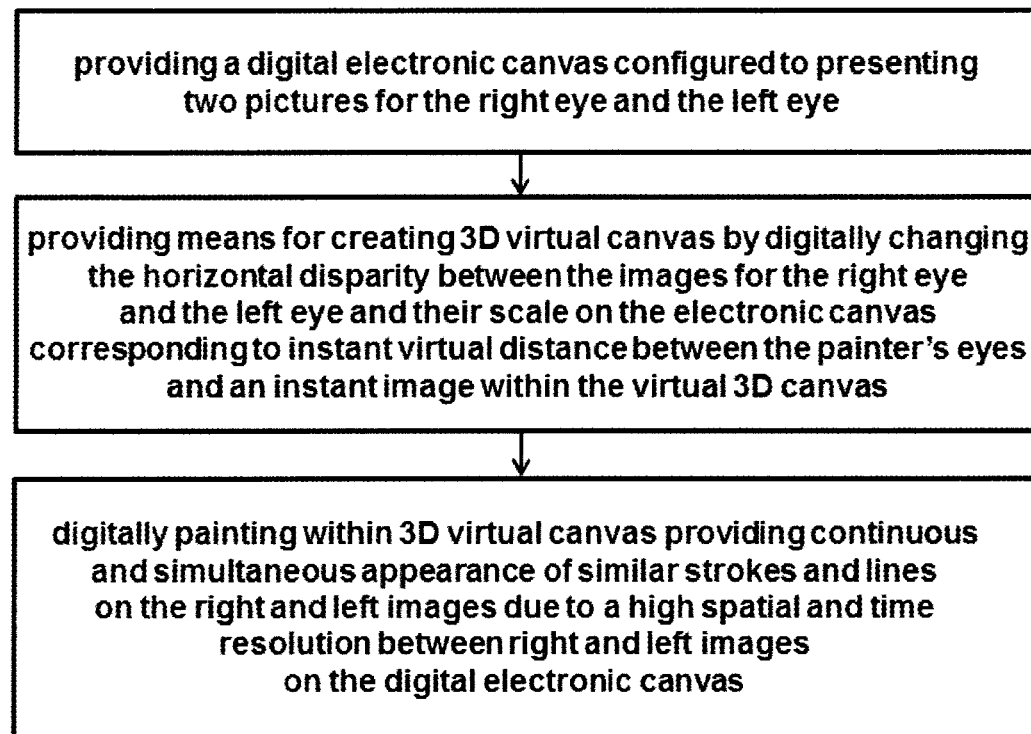 providing a digital electronic canvas configured to presenting
two pictures for the right eye and the left eye
providing means for creating 3D virtual canvas by digitally changing
the horizontal disparity between the images for the right eye
and the left eye and their scale on the electronic canvas
corresponding to instant virtual distance between the painter's eyes
and an instant image within the virtual 3D canvas
digitally painting within 3D virtual canvas providing continuous
and simultaneous appearance of similar strokes and lines
on the right and left images due to a high spatial and time
resolution between right and left images
on the digital electronic canvas